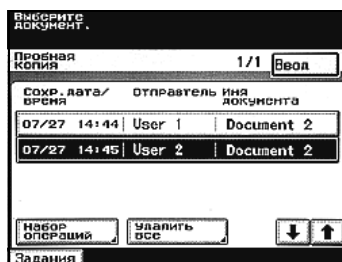 Выберите
документ.
Пробная
копия
1/1 Ввод
Сохр.дата/ Отправтель Имя
время документа
07/27 14:44 User 1 Document 2
07/27 14:45 User 2 Document 2
Набор Удалить
операций все
Задания